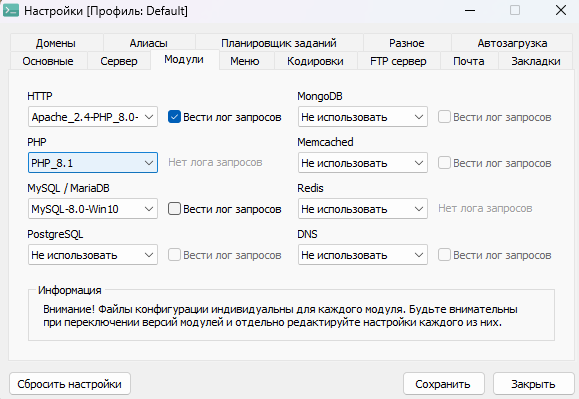 Настройки [Профиль: Default]
Домены Алиасы Планировщик заданий Разное Автозагрузка
Основные Сервер Модули Меню Кодировки FTP сервер Почта Закладки
HTTP MongoDB
Apache_2.4-PHP_8.0- Вести лог запросов Не использовать Вести лог запросов
PHP Memcached
PHP_8.1 Нет лога запросов Не использовать Вести лог запросов
MySQL / MariaDB Redis
MySQL-8.0-Win10 Вести лог запросов Не использовать Нет лога запросов
PostgreSQL DNS
Не использовать Вести лог запросов Не использовать Вести лог запросов
Информация
Внимание! Файлы конфигурации индивидуальны для каждого модуля. Будьте внимательны
при переключении версий модулей и отдельно редактируйте настройки каждого из них.
Сбросить настройки Сохранить Закрыть